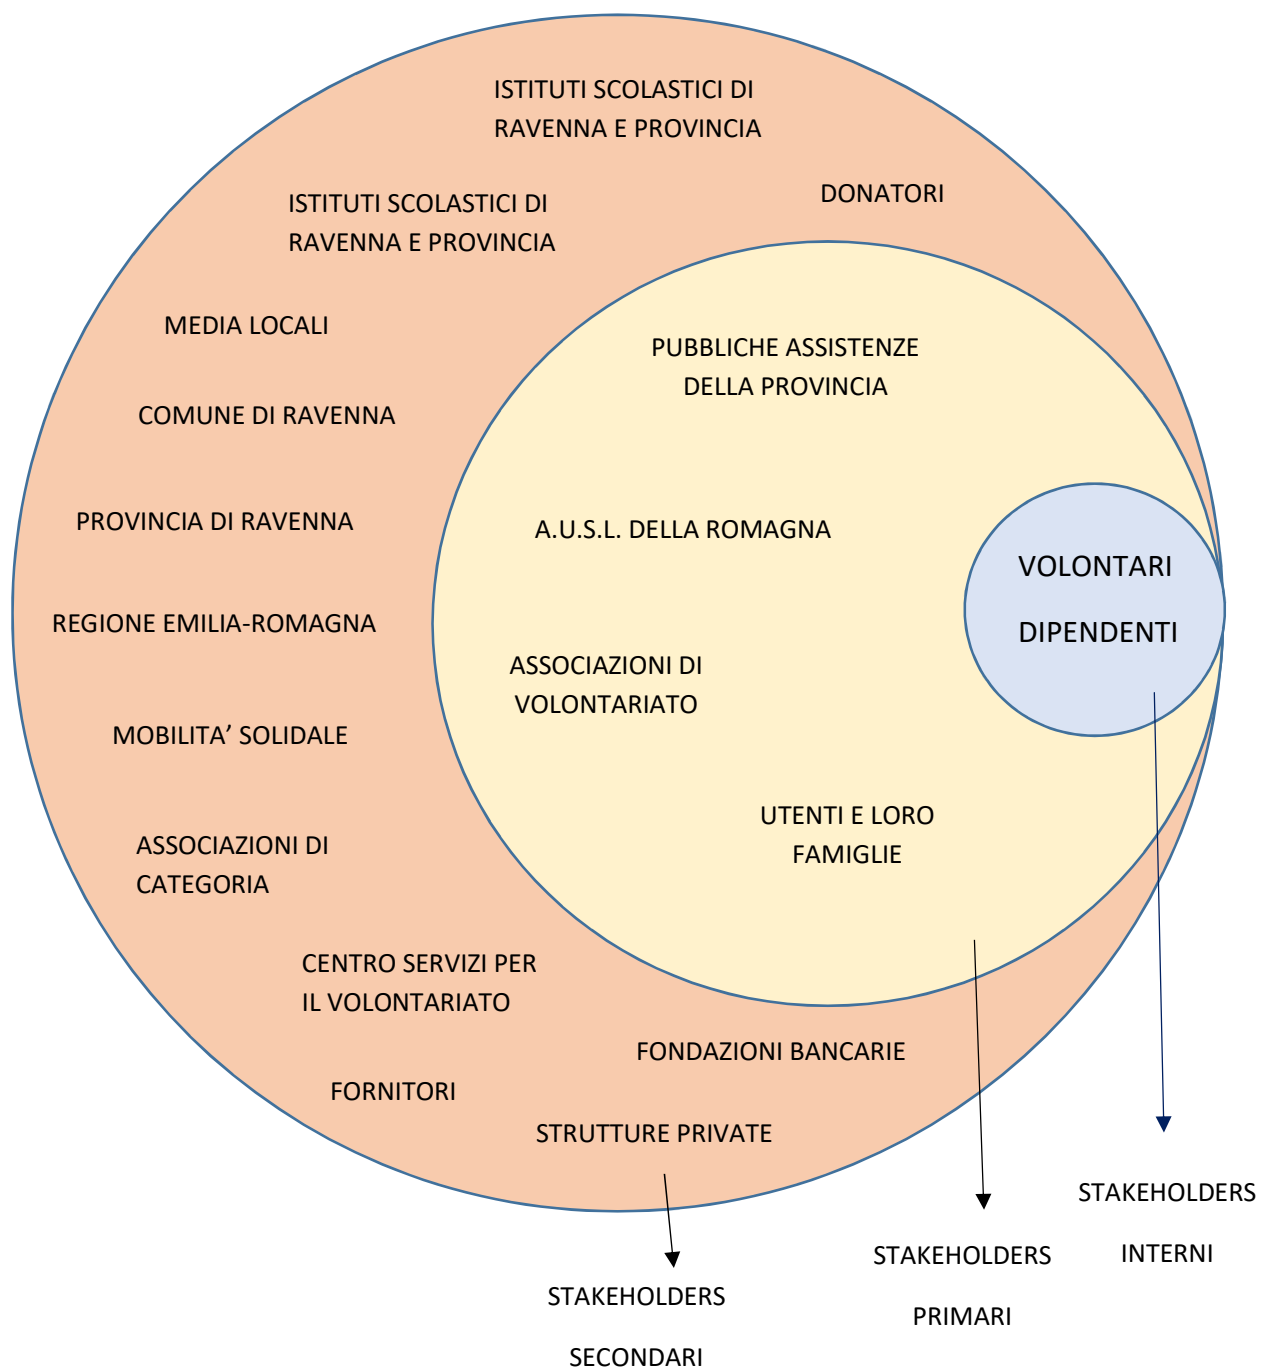 ISTITUTI SCOLASTICI DI
RAVENNA E PROVINCIA
DONATORI
ISTITUTI SCOLASTICI DI
RAVENNA E PROVINCIA
MEDIA LOCALI
PUBBLICHE ASSISTENZE
DELLA PROVINCIA
COMUNE DI RAVENNA
PROVINCIA DI RAVENNA
A.U.S.L. DELLA ROMAGNA
VOLONTARI
DIPENDENTI
REGIONE EMILIA-ROMAGNA
ASSOCIAZIONI DI
VOLONTARIATO
MOBILITA’ SOLIDALE
UTENTI E LORO
FAMIGLIE
ASSOCIAZIONI DI
CATEGORIA
CENTRO SERVIZI PER
IL VOLONTARIATO
FONDAZIONI BANCARIE
FORNITORI
STRUTTURE PRIVATE
STAKEHOLDERS
INTERNI
STAKEHOLDERS
PRIMARI
STAKEHOLDERS
SECONDARI